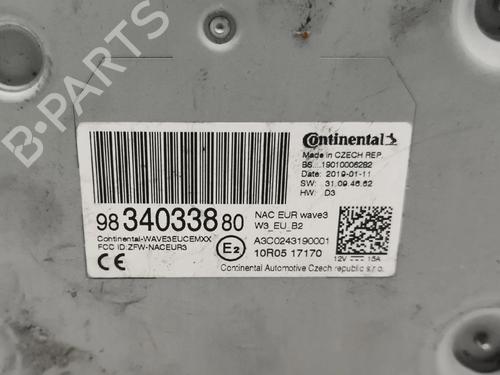 Continental
Made in CZECH REP.
BS....19010006282
Date: 2019-01-11
SW: 31.09.46.62
HW: D3
98 340338 80
NAC EUR wave3
W3_EU_B2
Continental-WAVE3EUCEMXX
FCC ID:ZFW-NACEUR3
CE
E2
A3C0243190001
10R05 17170
12V 15A
Continental Automotive Czech republic s.r.o.
B-PARTS